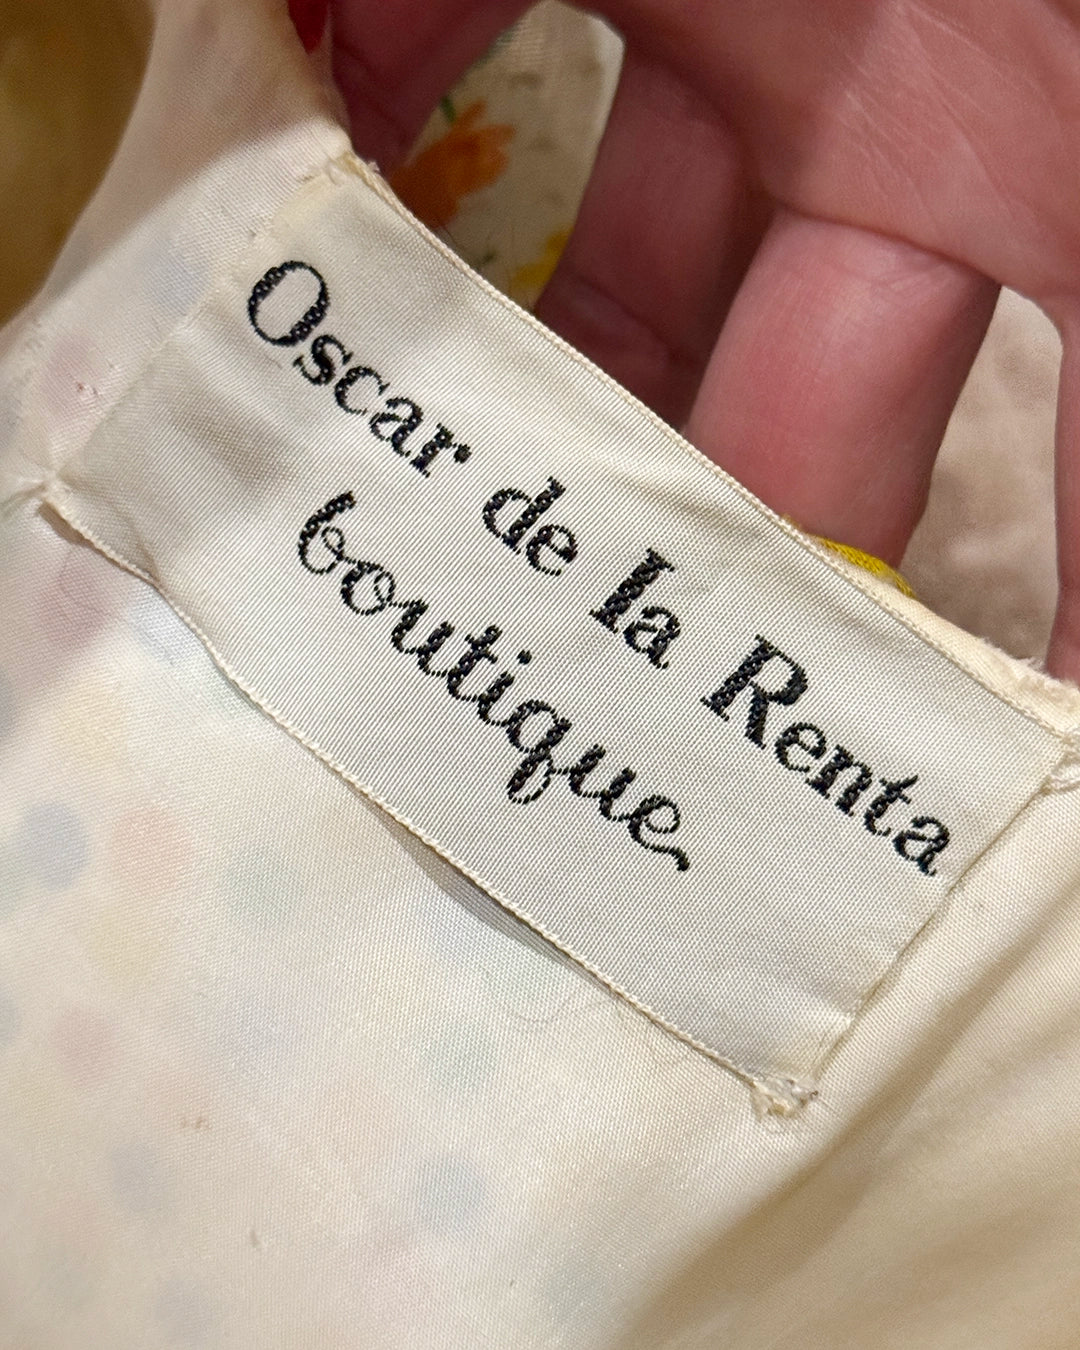 Oscar de la Renta
boutique